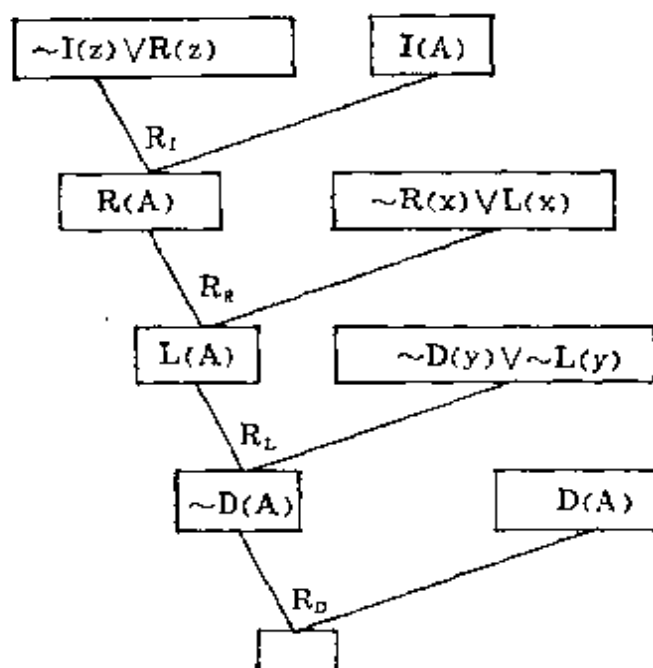 ~I(z)∨R(z) I(A)
R_I
R(A) ~R(x)∨L(x)
R_R
L(A) ~D(y)∨~L(y)
R_L
~D(A) D(A)
R_D